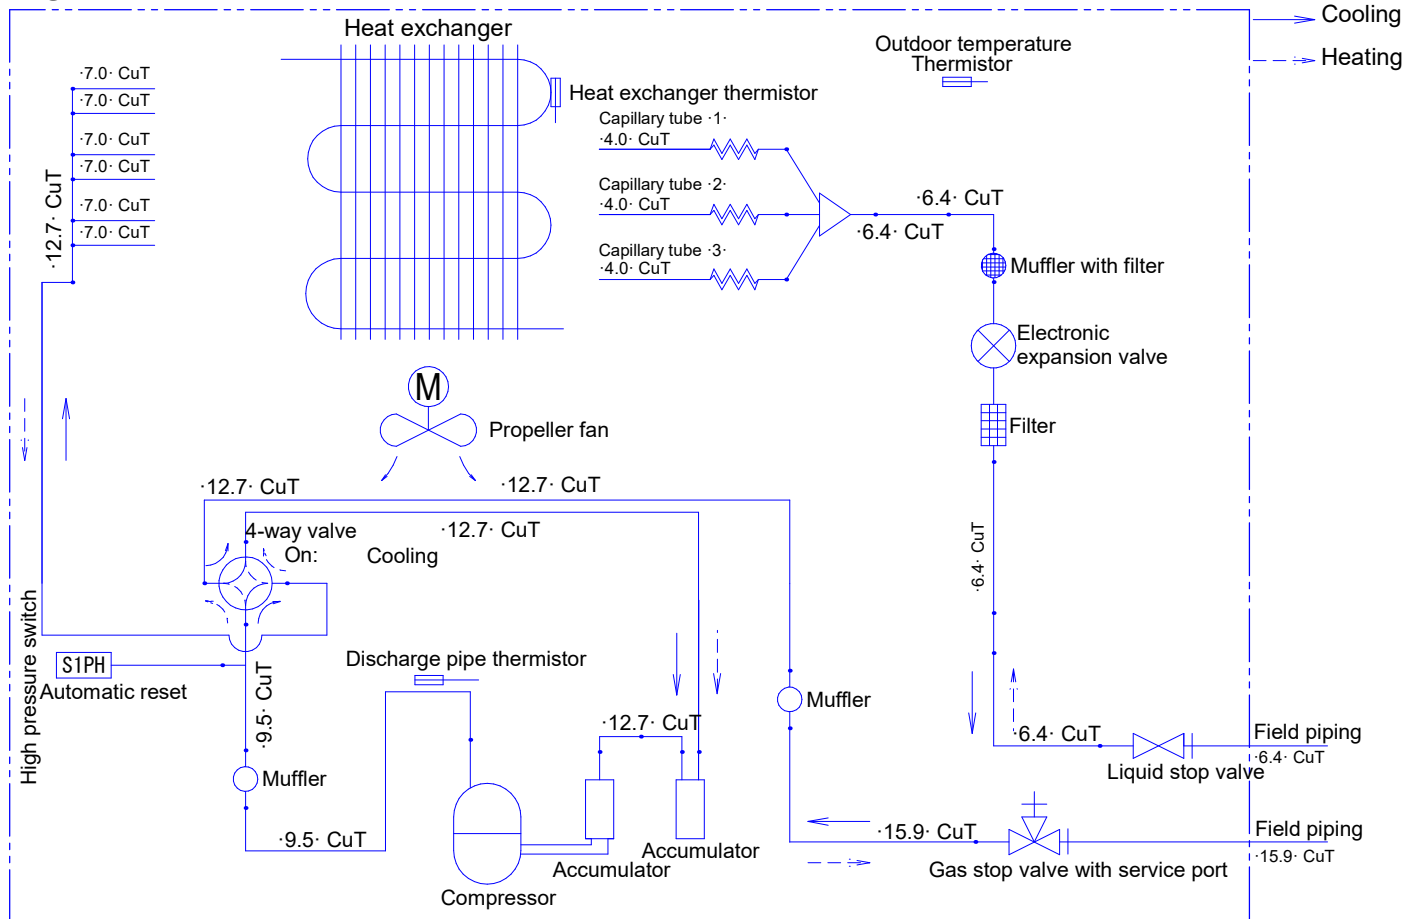 Cooling
Heating
Heat exchanger
Outdoor temperature
Thermistor
·7.0· CuT
·7.0· CuT
·7.0· CuT
·7.0· CuT
·7.0· CuT
·7.0· CuT
·12.7· CuT
Heat exchanger thermistor
Capillary tube ·1·
·4.0· CuT
Capillary tube ·2·
·4.0· CuT
Capillary tube ·3·
·4.0· CuT
·6.4· CuT
·6.4· CuT
Muffler with filter
Electronic
expansion valve
Filter
M
Propeller fan
·12.7· CuT
·12.7· CuT
·12.7· CuT
4-way valve
On: Cooling
·6.4· CuT
High pressure switch
S1PH
Automatic reset
·9.5· CuT
Discharge pipe thermistor
Muffler
·12.7· CuT
Muffler
·6.4· CuT
Field piping
·6.4· CuT
Liquid stop valve
·9.5· CuT
·15.9· CuT
Field piping
·15.9· CuT
Accumulator
Accumulator
Gas stop valve with service port
Compressor